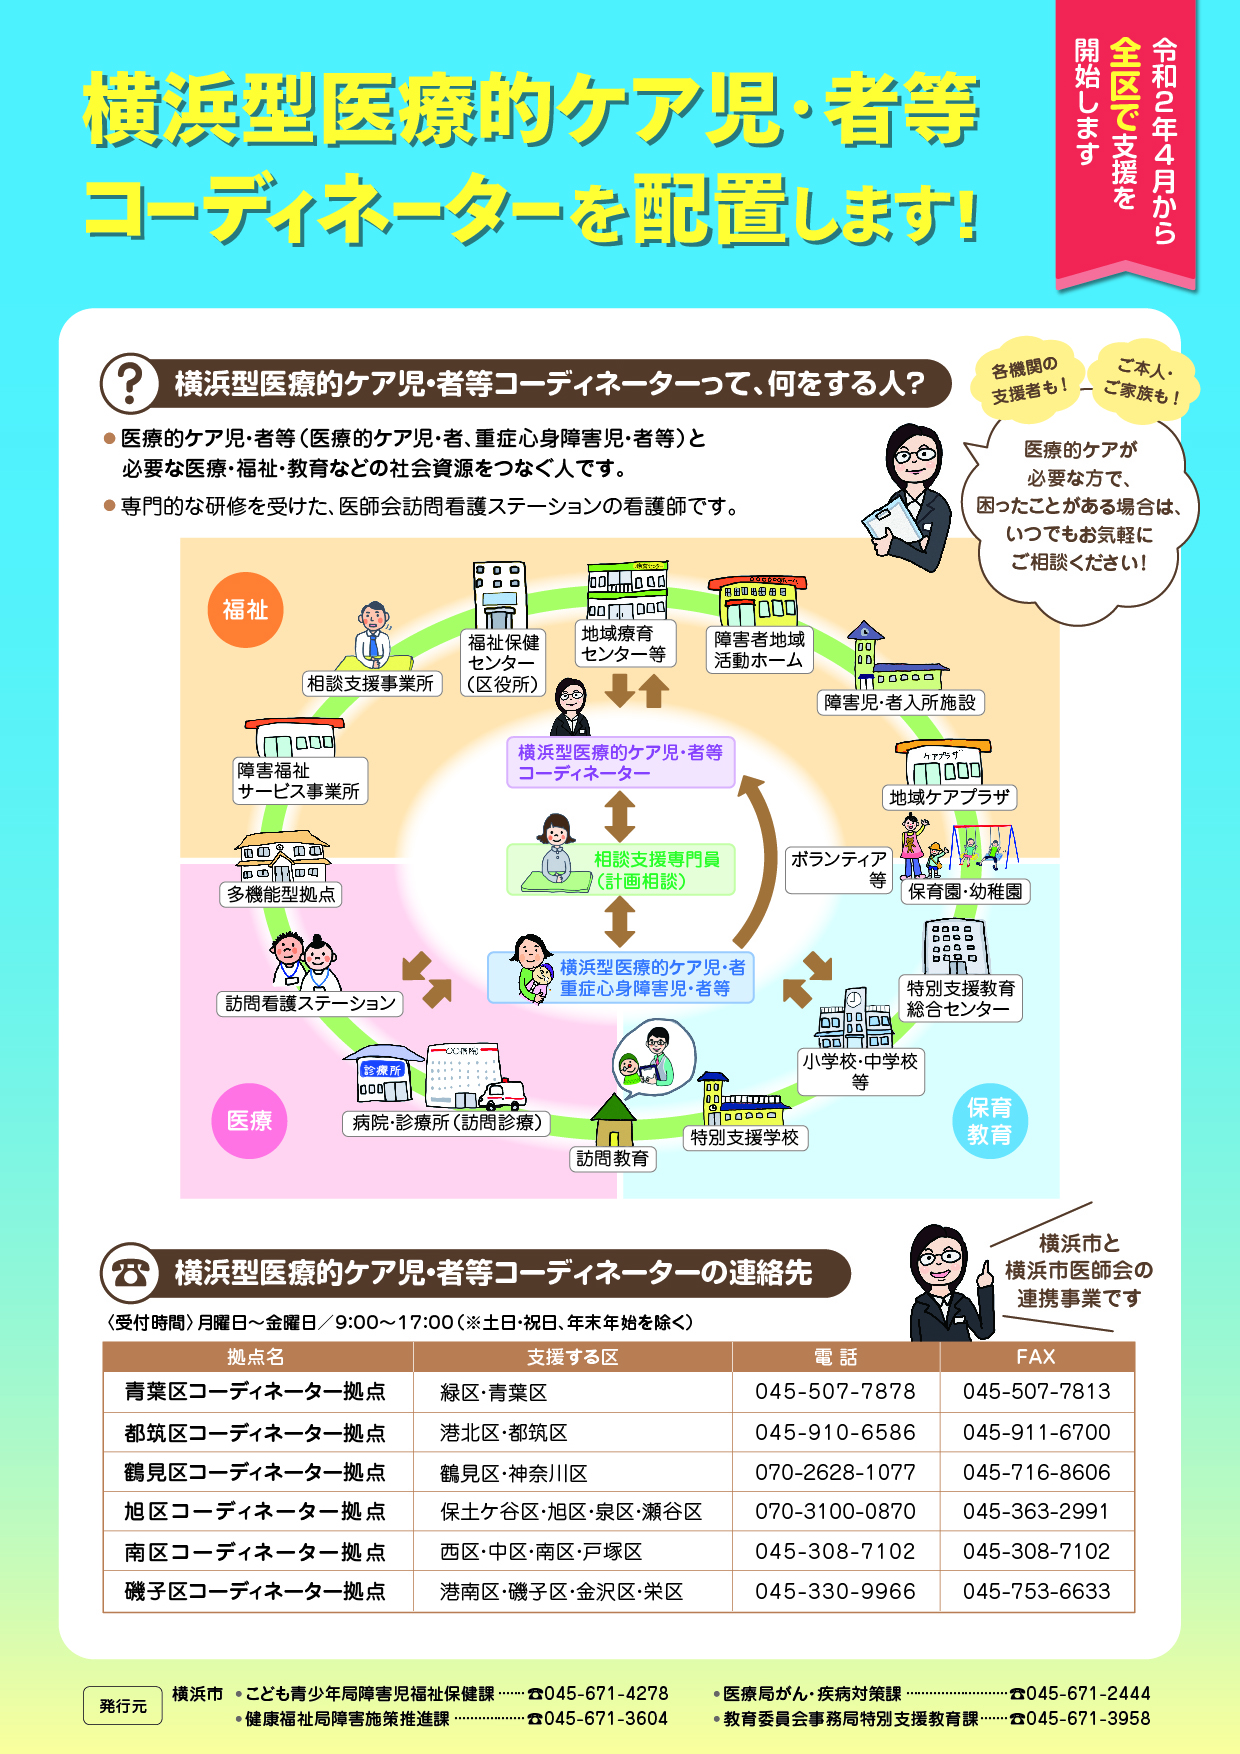 令和2年4月から
全区で支援を
開始します
横浜型医療的ケア児・者等
コーディネーターを配置します!
? 横浜型医療的ケア児・者等コーディネーターって、何をする人?
各機関の
支援者も!
ご本人・
ご家族も!
●医療的ケア児・者等(医療的ケア児・者、重症心身障害児・者等)と
必要な医療・福祉・教育などの社会資源をつなぐ人です。
●専門的な研修を受けた、医師会訪問看護ステーションの看護師です。
医療的ケアが
必要な方で、
困ったことがある場合は、
いつでもお気軽に
ご相談ください!
福祉
相談支援事業所
福祉保健
センター
(区役所)
地域療育
センター等
障害者地域
活動ホーム
障害児・者入所施設
障害福祉
サービス事業所
横浜型医療的ケア児・者等
コーディネーター
ケアプラザ
地域ケアプラザ
相談支援専門員
(計画相談)
ボランティア
等
保育園・幼稚園
多機能型拠点
横浜型医療的ケア児・者
重症心身障害児・者等
訪問看護ステーション
特別支援教育
総合センター
小学校・中学校
等
診療所
〇〇病院
病院・診療所(訪問診療)
医療
訪問教育
特別支援学校
保育
教育
横浜型医療的ケア児・者等コーディネーターの連絡先
横浜市と
横浜市医師会の
連携事業です
〈受付時間〉月曜日〜金曜日/9:00〜17:00(※土日・祝日、年末年始を除く)
拠点名 支援する区 電話 FAX
青葉区コーディネーター拠点 緑区・青葉区 045-507-7878 045-507-7813
都筑区コーディネーター拠点 港北区・都筑区 045-910-6586 045-911-6700
鶴見区コーディネーター拠点 鶴見区・神奈川区 070-2628-1077 045-716-8606
旭区コーディネーター拠点 保土ケ谷区・旭区・泉区・瀬谷区 070-3100-0870 045-363-2991
南区コーディネーター拠点 西区・中区・南区・戸塚区 045-308-7102 045-308-7102
磯子区コーディネーター拠点 港南区・磯子区・金沢区・栄区 045-330-9966 045-753-6633
発行元 横浜市 •こども青少年局障害児福祉保健課……☎045-671-4278 •医療局がん・疾病対策課……………☎045-671-2444
•健康福祉局障害施策推進課…………☎045-671-3604 •教育委員会事務局特別支援教育課……☎045-671-3958